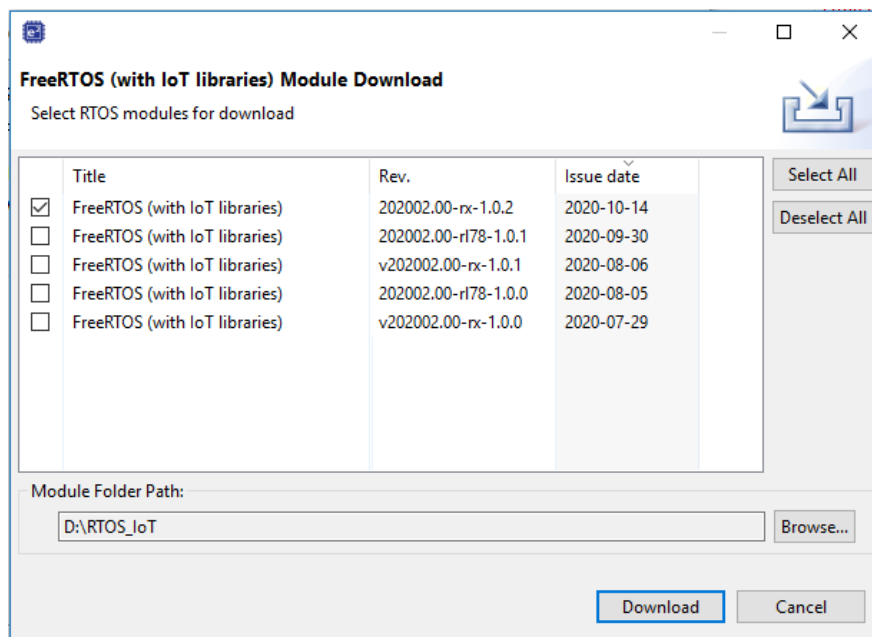 FreeRTOS (with IoT libraries) Module Download
Select RTOS modules for download
Title Rev. Issue date
FreeRTOS (with IoT libraries) 202002.00-rx-1.0.2 2020-10-14
FreeRTOS (with IoT libraries) 202002.00-rl78-1.0.1 2020-09-30
FreeRTOS (with IoT libraries) v202002.00-rx-1.0.1 2020-08-06
FreeRTOS (with IoT libraries) 202002.00-rl78-1.0.0 2020-08-05
FreeRTOS (with IoT libraries) v202002.00-rx-1.0.0 2020-07-29
Select All
Deselect All
Module Folder Path:
D:\RTOS_IoT
Browse...
Download Cancel